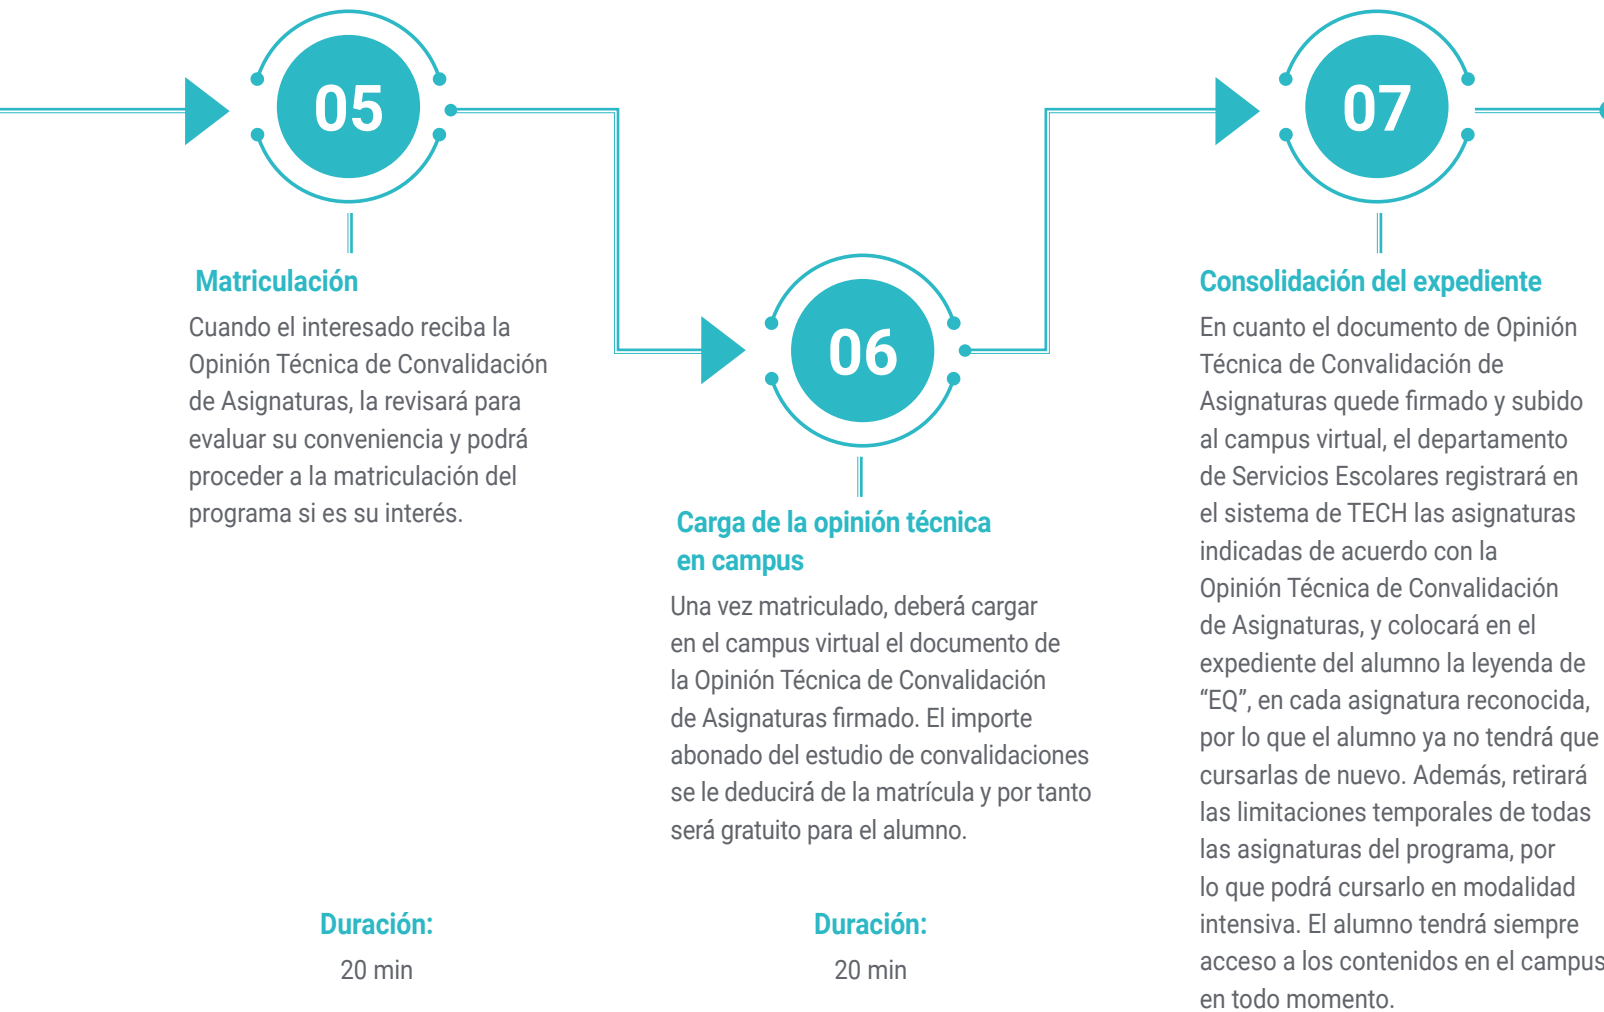 05
Matriculación
Cuando el interesado reciba la
Opinión Técnica de Convalidación
de Asignaturas, la revisará para
evaluar su conveniencia y podrá
proceder a la matriculación del
programa si es su interés.
Duración:
20 min
06
Carga de la opinión técnica
en campus
Una vez matriculado, deberá cargar
en el campus virtual el documento de
la Opinión Técnica de Convalidación
de Asignaturas firmado. El importe
abonado del estudio de convalidaciones
se le deducirá de la matrícula y por tanto
será gratuito para el alumno.
Duración:
20 min
07
Consolidación del expediente
En cuanto el documento de Opinión
Técnica de Convalidación de
Asignaturas quede firmado y subido
al campus virtual, el departamento
de Servicios Escolares registrará en
el sistema de TECH las asignaturas
indicadas de acuerdo con la
Opinión Técnica de Convalidación
de Asignaturas, y colocará en el
expediente del alumno la leyenda de
“EQ”, en cada asignatura reconocida,
por lo que el alumno ya no tendrá que
cursarlas de nuevo. Además, retirará
las limitaciones temporales de todas
las asignaturas del programa, por
lo que podrá cursarlo en modalidad
intensiva. El alumno tendrá siempre
acceso a los contenidos en el campus
en todo momento.